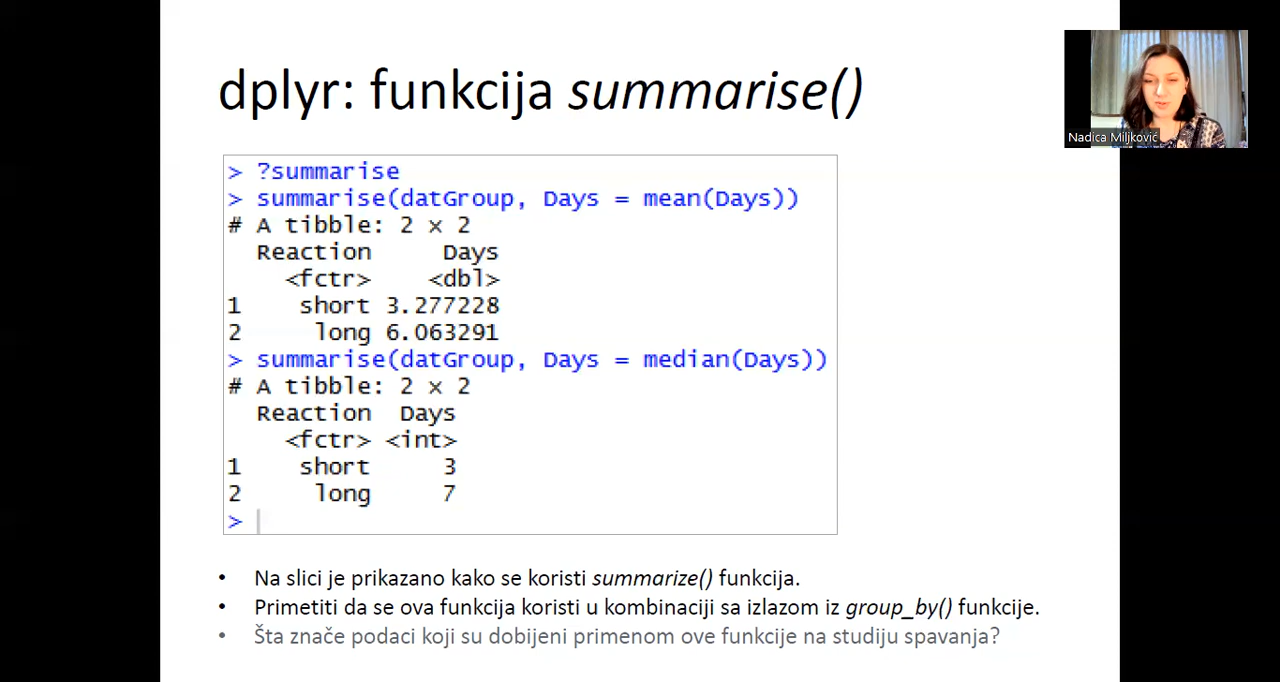 dplyr: funkcija summarise()
Nadica Miljković
> ?summarise
> summarise(datGroup, Days = mean(Days))
# A tibble: 2 x 2
Reaction Days
<fctr> <dbl>
1 short 3.277228
2 long 6.063291
> summarise(datGroup, Days = median(Days))
# A tibble: 2 x 2
Reaction Days
<fctr> <int>
1 short 3
2 long 7
>
• Na slici je prikazano kako se koristi summarize() funkcija.
• Primetiti da se ova funkcija koristi u kombinaciji sa izlazom iz group_by() funkcije.
• Šta znače podaci koji su dobijeni primenom ove funkcije na studiju spavanja?